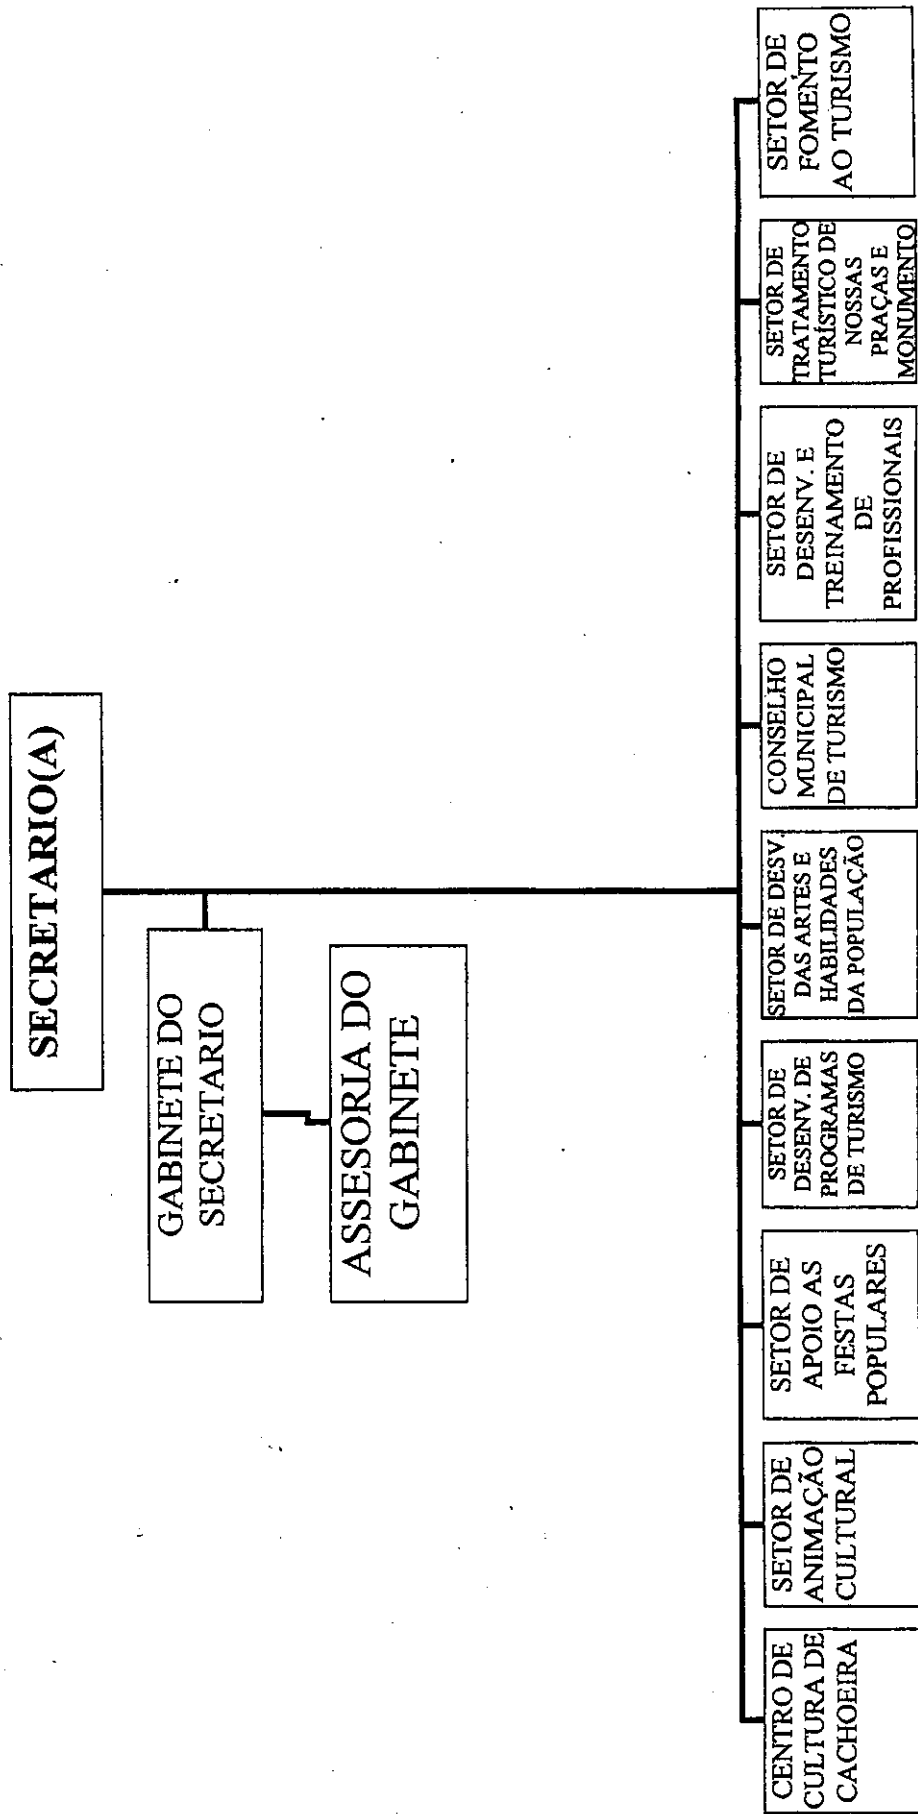 SECRETARIO(A)
GABINETE DO
SECRETARIO
ASSESORIA DO
GABINETE
CENTRO DE
CULTURA DE
CACHOEIRA
SETOR DE
ANIMAÇÃO
CULTURAL
SETOR DE
APOIO AS
FESTAS
POPULARES
SETOR DE
DESENV. DE
PROGRAMAS
DE TURISMO
SETOR DE DESV.
DAS ARTES E
HABILIDADES
DA POPULAÇÃO
CONSELHO
MUNICIPAL
DE TURISMO
SETOR DE
DESENV. E
TREINAMENTO
DE
PROFISSIONAIS
SETOR DE
TRATAMENTO
TURÍSTICO DE
NOSSAS
PRAÇAS E
MONUMENTO
SETOR DE
FOMENTO
AO TURISMO